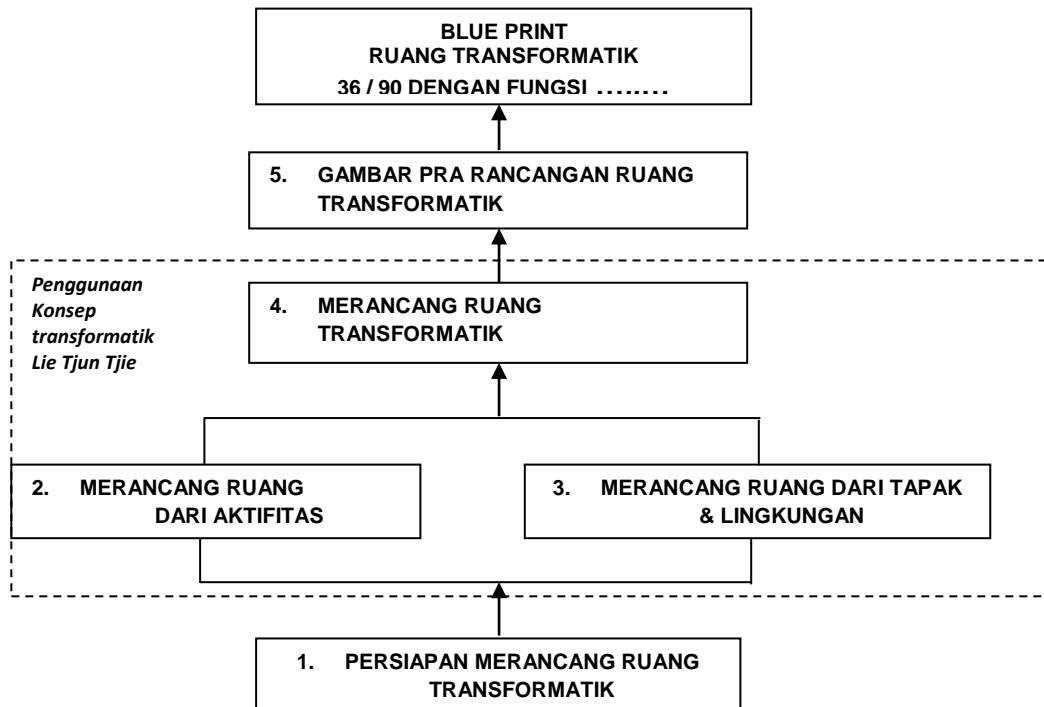 BLUE PRINT
RUANG TRANSFORMATIK
36 / 90 DENGAN FUNGSI ........
5. GAMBAR PRA RANCANGAN RUANG
TRANSFORMATIK
Penggunaan
Konsep
transformatik
Lie Tjun Tjie
4. MERANCANG RUANG
TRANSFORMATIK
2. MERANCANG RUANG
DARI AKTIFITAS
3. MERANCANG RUANG DARI TAPAK
& LINGKUNGAN
1. PERSIAPAN MERANCANG RUANG
TRANSFORMATIK